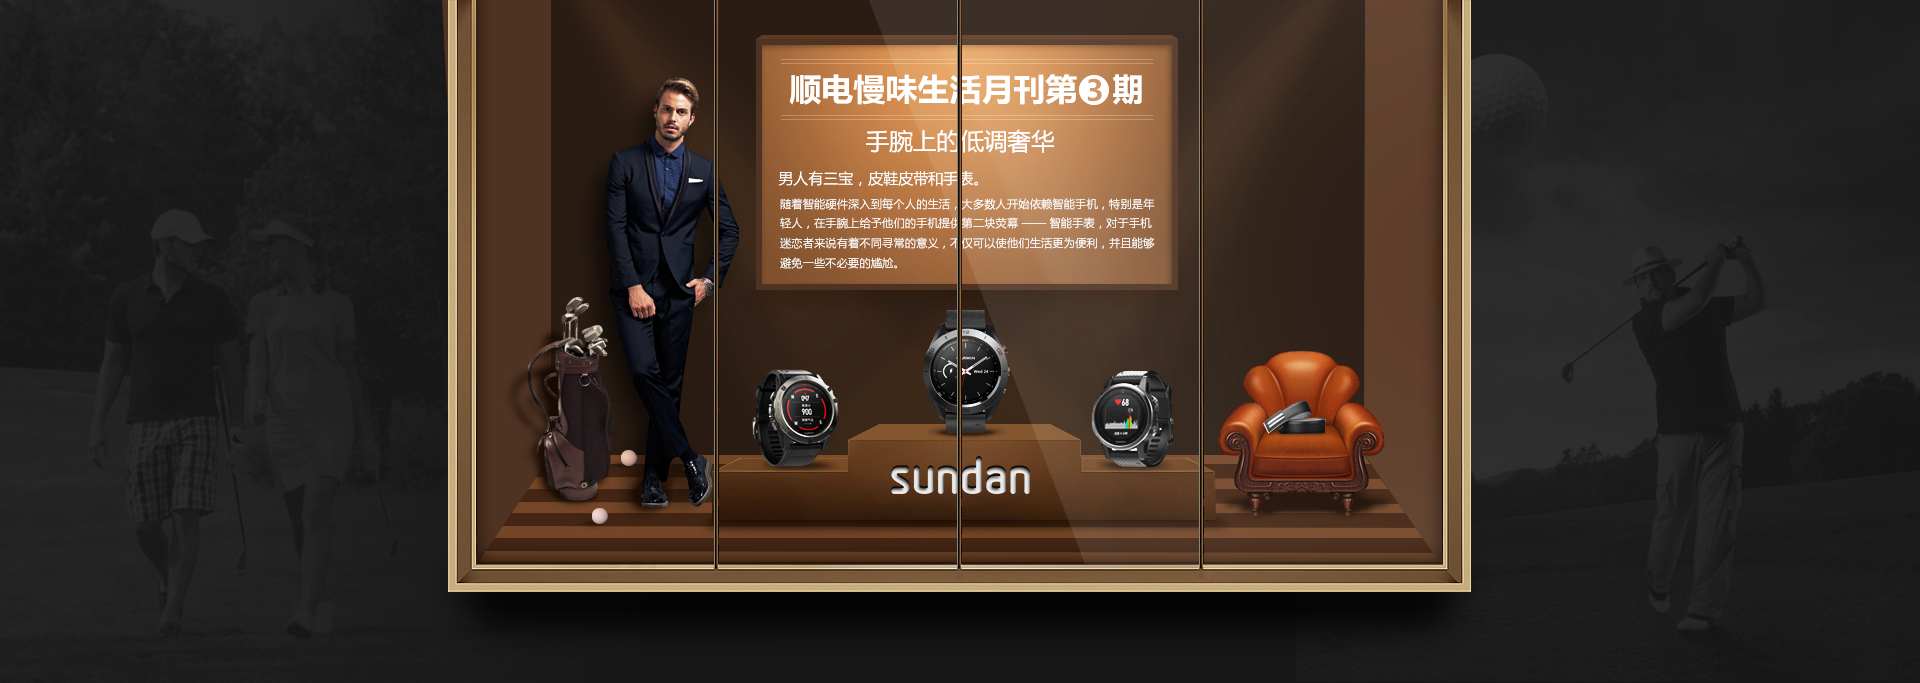 顺电慢味生活月刊第3期
手腕上的低调奢华
男人有三宝，皮鞋皮带和手表。
随着智能硬件深入到每个人的生活，大多数人开始依赖智能手机，特别是年
轻人，在手腕上给予他们的手机提供第二块荧幕 —— 智能手表，对于手机
迷恋者来说有着不同寻常的意义，不仅可以使他们生活更为便利，并且能够
避免一些不必要的尴尬。
Wed 24
047
900
68
sundan